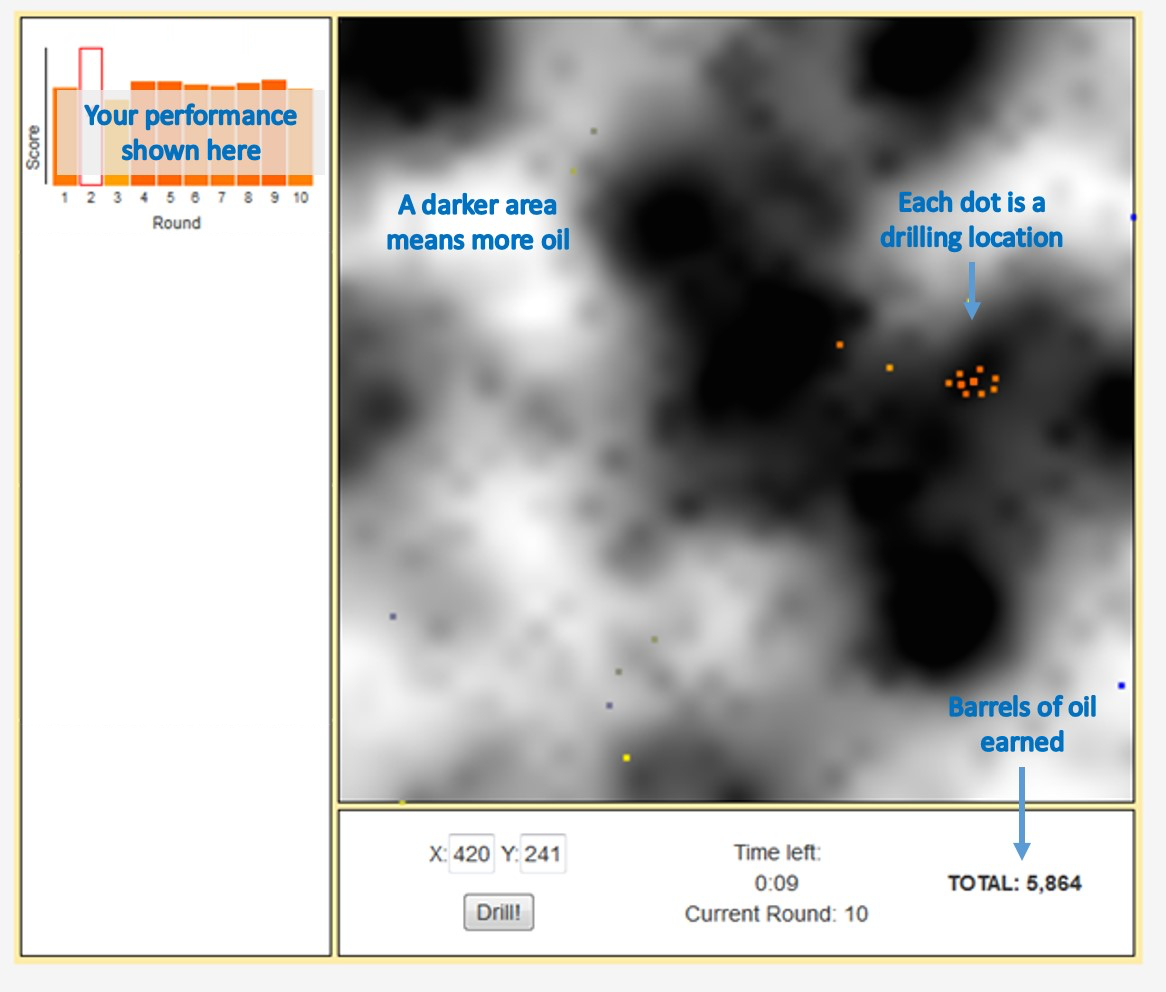 Your performance
shown here
Score
1 2 3 4 5 6 7 8 9 10
Round
A darker area
means more oil
Each dot is a
drilling location
Barrels of oil
earned
X: 420 Y: 241
Drill!
Time left:
0:09
Current Round: 10
TOTAL: 5,864